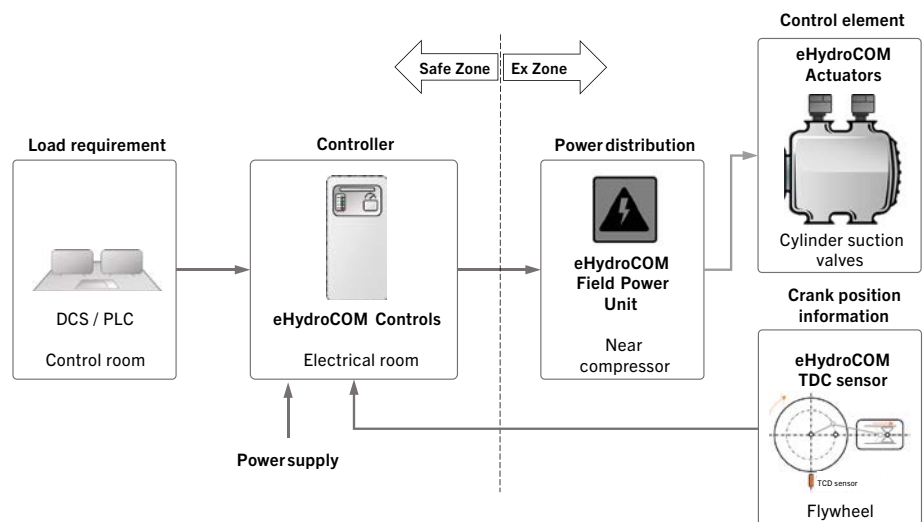 Control element
Safe Zone
Ex Zone
eHydroCOM
Actuators
Cylinder suction
valves
Load requirement
DCS / PLC
Control room
Controller
eHydroCOM Controls
Electrical room
Power distribution
eHydroCOM
Field Power
Unit
Near
compressor
Crank position
information
eHydroCOM
TDC sensor
TCD sensor
Flywheel
Power supply